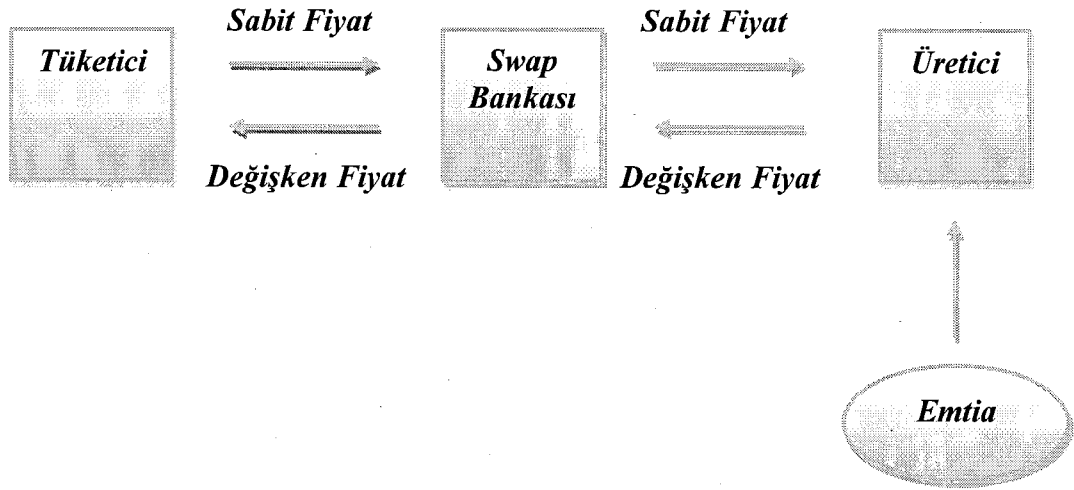 Sabit Fiyat
Sabit Fiyat
Tüketici
Swap
Bankası
Üretici
Değişken Fiyat
Değişken Fiyat
Emtia